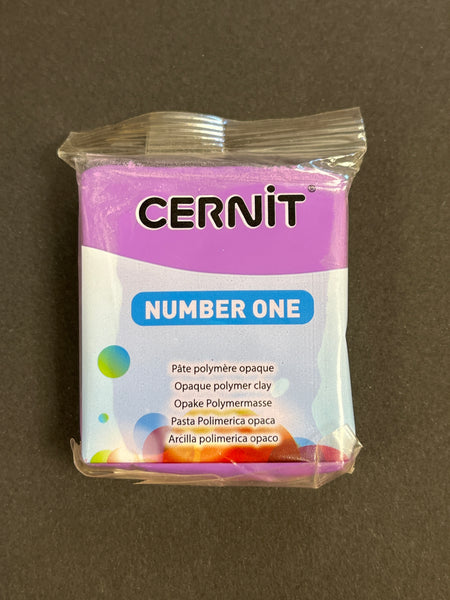 CERNiT®
NUMBER ONE
Pâte polymère opaque
Opaque polymer clay
Opake Polymermasse
Pasta Polimerica opaca
Arcilla polimerica opaco